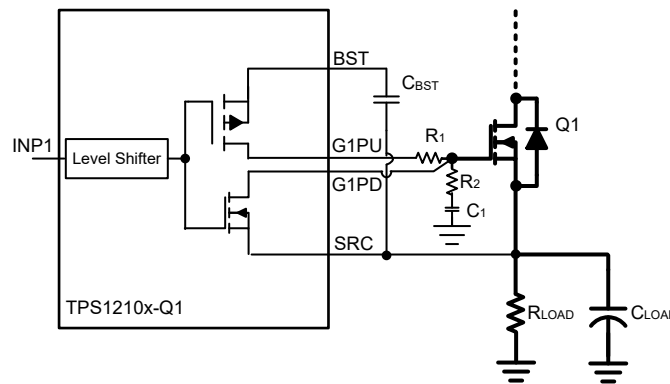 BST
CBST
Q1
INP1
Level Shifter
G1PU
R1
G1PD
R2
C1
SRC
TPS1210x-Q1
RLOAD
CLOAD